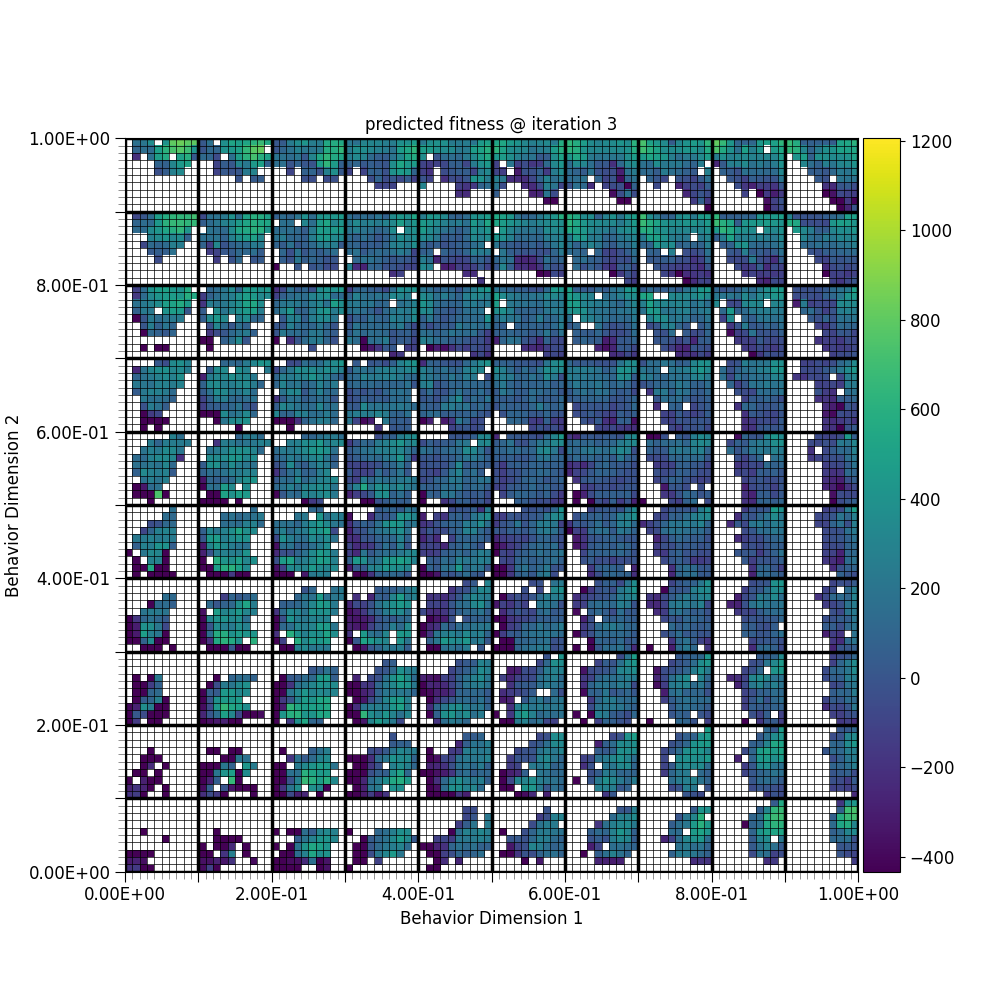 predicted fitness @ iteration 3
1.00E+00
8.00E-01
6.00E-01
4.00E-01
2.00E-01
0.00E+00
Behavior Dimension 2
0.00E+00 2.00E-01 4.00E-01 6.00E-01 8.00E-01 1.00E+00
Behavior Dimension 1
1200
1000
800
600
400
200
0
−200
−400